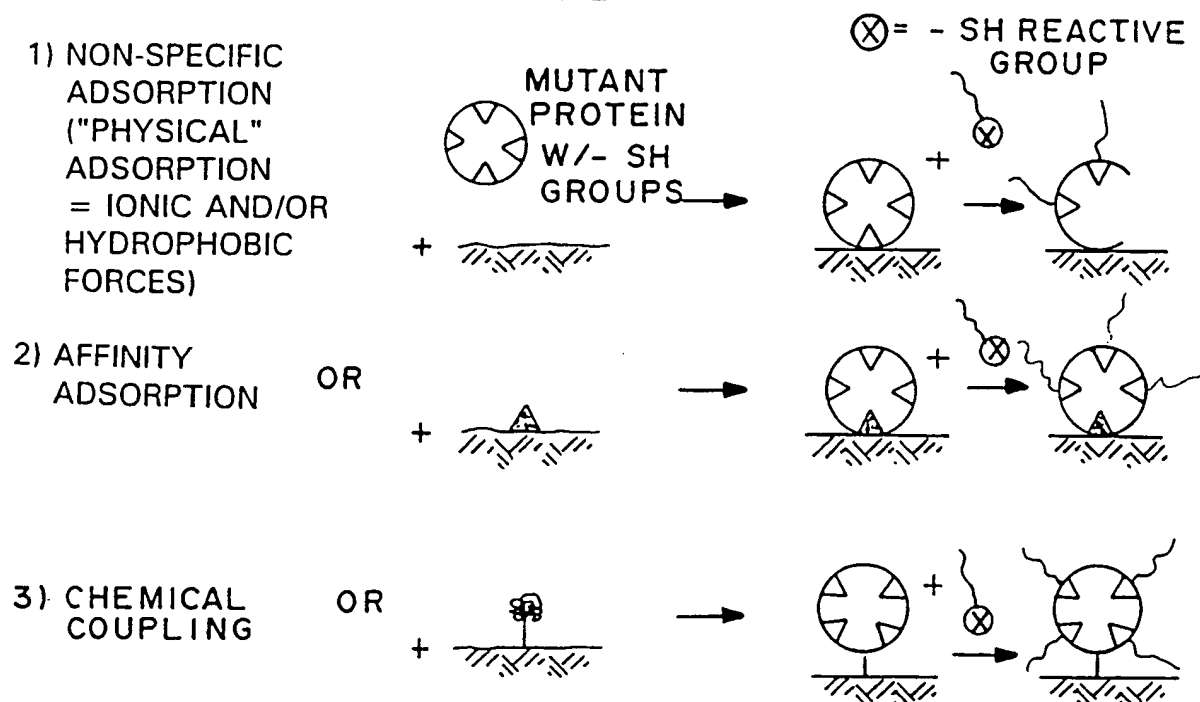 1) NON-SPECIFIC
ADSORPTION
("PHYSICAL"
ADSORPTION
= IONIC AND/OR
HYDROPHOBIC
FORCES)
MUTANT
PROTEIN
W/- SH
GROUPS
X = - SH REACTIVE
GROUP
+
+
X
2) AFFINITY
ADSORPTION
OR
+
+
X
3) CHEMICAL
COUPLING
OR
+
+
X